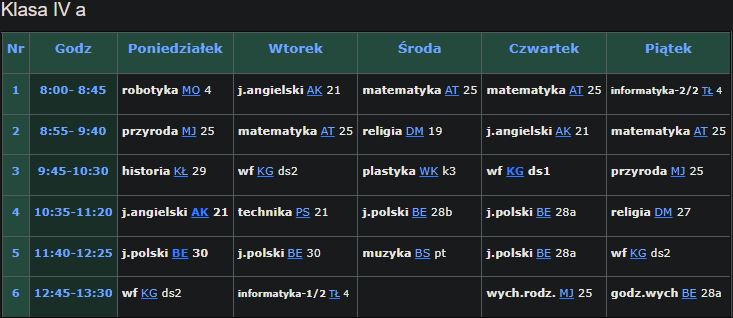 Klasa IV a
Nr Godz Poniedziałek Wtorek Środa Czwartek Piątek
1 8:00- 8:45 robotyka MO 4 j.angielski AK 21 matematyka AT 25 matematyka AT 25 informatyka-2/2 TŁ 4
2 8:55- 9:40 przyroda MJ 25 matematyka AT 25 religia DM 19 j.angielski AK 21 matematyka AT 25
3 9:45-10:30 historia KŁ 29 wf KG ds2 plastyka WK k3 wf KG ds1 przyroda MJ 25
4 10:35-11:20 j.angielski AK 21 technika PS 21 j.polski BE 28b j.polski BE 28a religia DM 27
5 11:40-12:25 j.polski BE 30 j.polski BE 30 muzyka BS pt j.polski BE 28a wf KG ds2
6 12:45-13:30 wf KG ds2 informatyka-1/2 TŁ 4 wych.rodz. MJ 25 godz.wych BE 28a